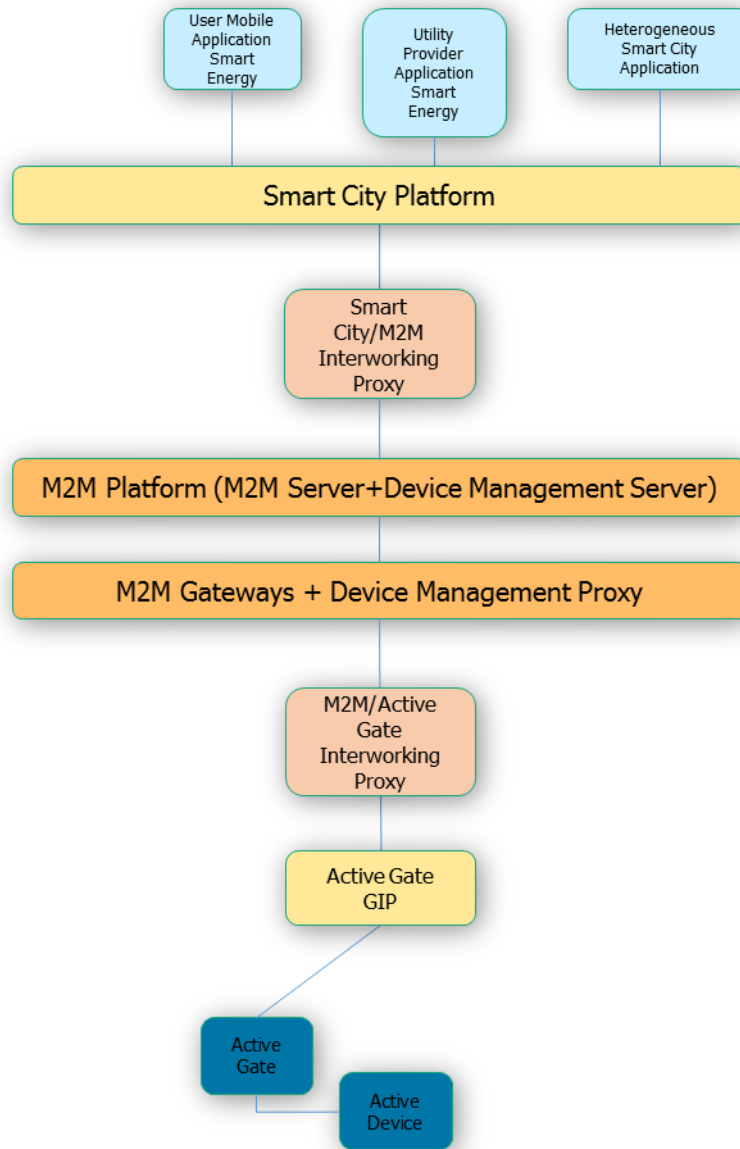 User Mobile
Application
Smart
Energy
Utility
Provider
Application
Smart
Energy
Heterogeneous
Smart City
Application
Smart City Platform
Smart
City/M2M
Interworking
Proxy
M2M Platform (M2M Server+Device Management Server)
M2M Gateways + Device Management Proxy
M2M/Active
Gate
Interworking
Proxy
Active Gate
GIP
Active
Gate
Active
Device